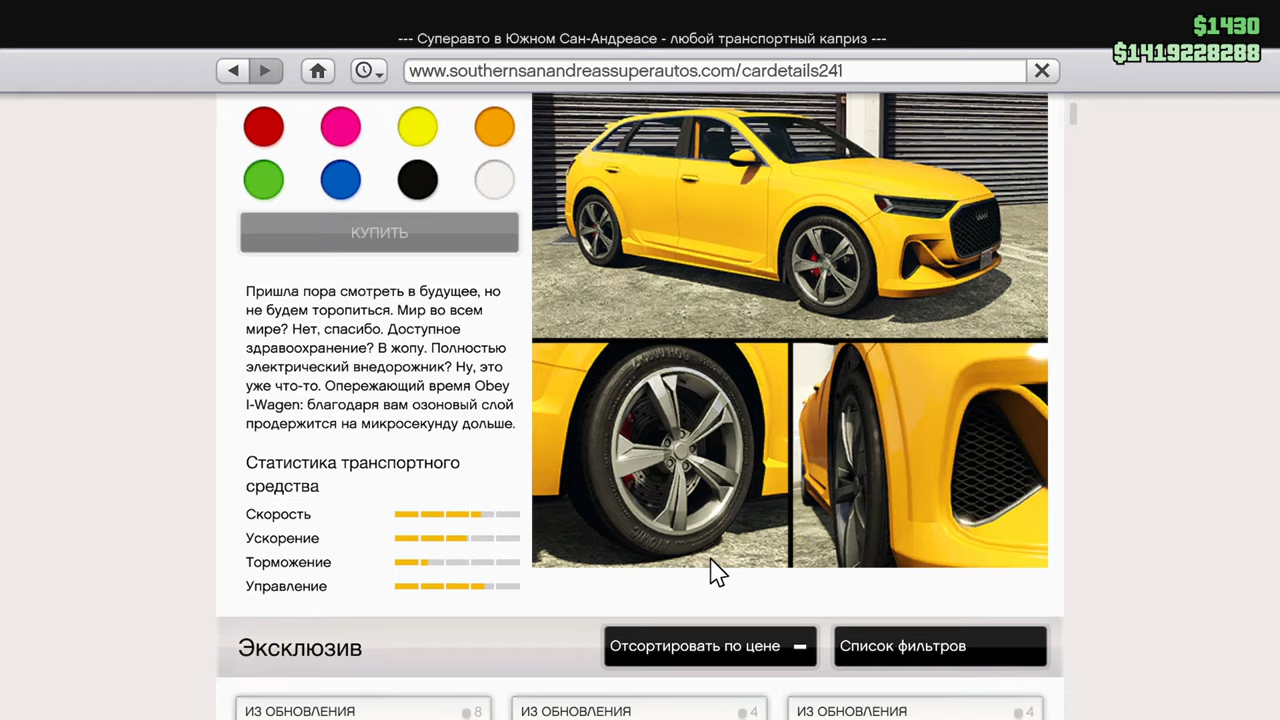 $1430
--- Суперавто в Южном Сан-Андреасе - любой транспортный каприз ---
$1419228288
www.southernsanandreassuperautos.com/cardetails241
КУПИТЬ
Пришла пора смотреть в будущее, но
не будем торопиться. Мир во всем
мире? Нет, спасибо. Доступное
здравоохранение? В жопу. Полностью
электрический внедорожник? Ну, это
уже что-то. Опережающий время Obey
I-Wagen: благодаря вам озоновый слой
продержится на микросекунду дольше.
Статистика транспортного
средства
Скорость
Ускорение
Торможение
Управление
Эксклюзив
Отсортировать по цене
Список фильтров
ИЗ ОБНОВЛЕНИЯ 8
ИЗ ОБНОВЛЕНИЯ 4
ИЗ ОБНОВЛЕНИЯ 4